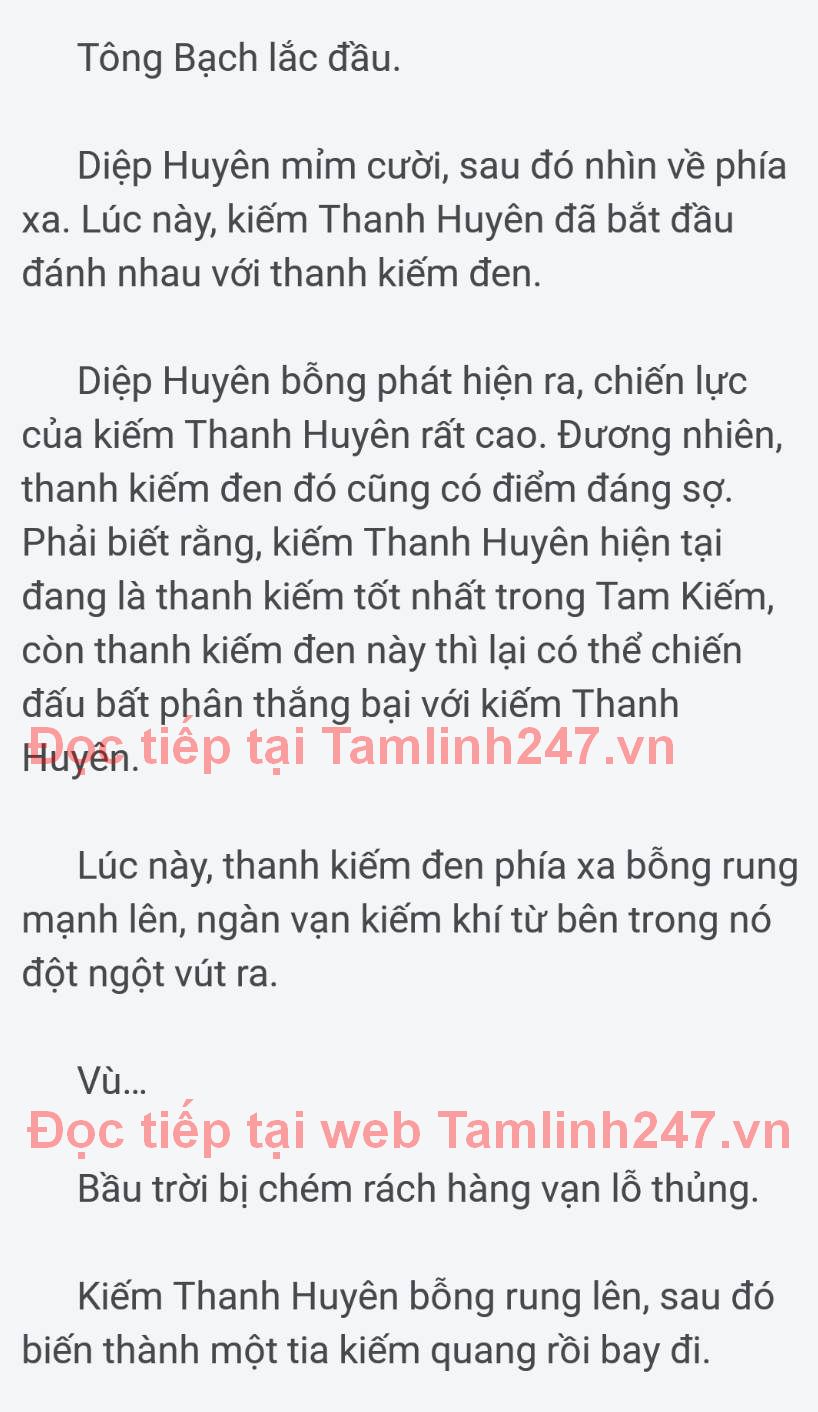 Tông Bạch lắc đầu.
Diệp Huyên mỉm cười, sau đó nhìn về phía
xa. Lúc này, kiếm Thanh Huyên đã bắt đầu
đánh nhau với thanh kiếm đen.
Diệp Huyên bỗng phát hiện ra, chiến lực
của kiếm Thanh Huyên rất cao. Đương nhiên,
thanh kiếm đen đó cũng có điểm đáng sợ.
Phải biết rằng, kiếm Thanh Huyên hiện tại
đang là thanh kiếm tốt nhất trong Tam Kiếm,
còn thanh kiếm đen này thì lại có thể chiến
đấu bất phân thắng bại với kiếm Thanh
Đọc tiếp tại Tamlinh247.vn
Huyên.
Lúc này, thanh kiếm đen phía xa bỗng rung
mạnh lên, ngàn vạn kiếm khí từ bên trong nó
đột ngột vút ra.
Vù...
Đọc tiếp tại web Tamlinh247.vn
Bầu trời bị chém rách hàng vạn lỗ thủng.
Kiếm Thanh Huyên bỗng rung lên, sau đó
biến thành một tia kiếm quang rồi bay đi.